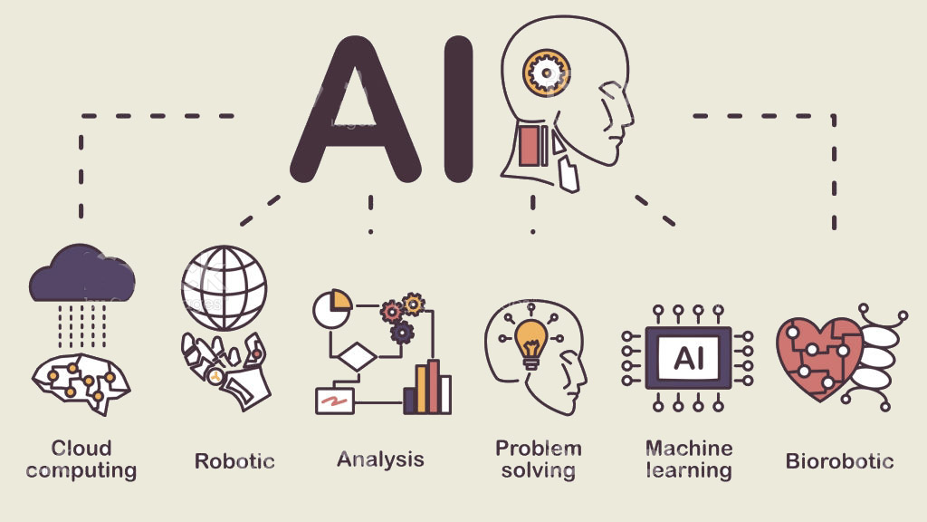 AI
Cloud
computing
Robotic
Analysis
Problem
solving
AI
Machine
learning
Biorobotic